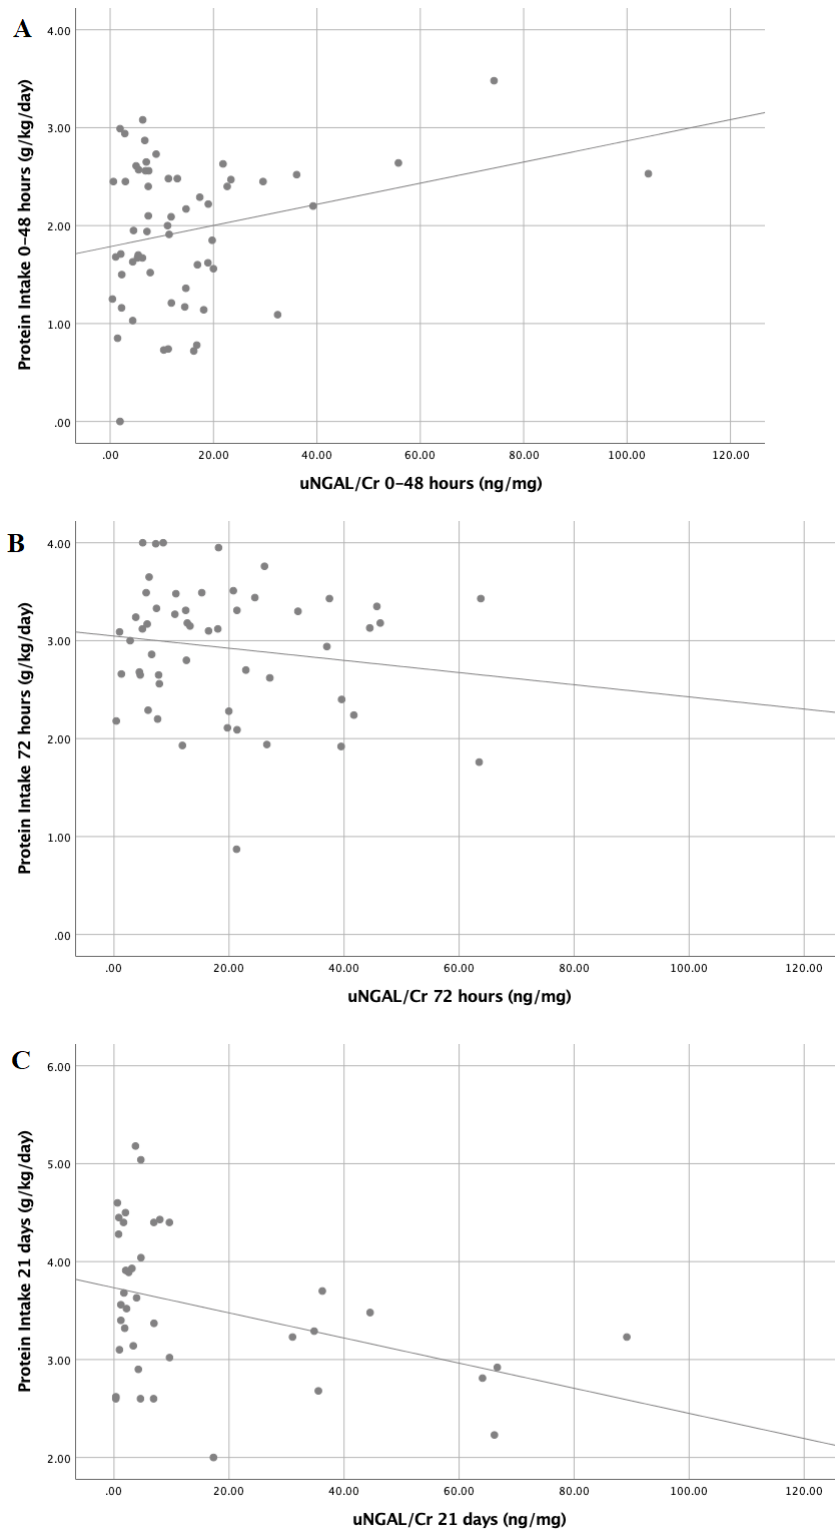 A
4.00
3.00
2.00
1.00
.00
Protein Intake 0–48 hours (g/kg/day)
.00 20.00 40.00 60.00 80.00 100.00 120.00
uNGAL/Cr 0–48 hours (ng/mg)
B
4.00
3.00
2.00
1.00
.00
Protein Intake 72 hours (g/kg/day)
.00 20.00 40.00 60.00 80.00 100.00 120.00
uNGAL/Cr 72 hours (ng/mg)
C
6.00
5.00
4.00
3.00
2.00
Protein Intake 21 days (g/kg/day)
.00 20.00 40.00 60.00 80.00 100.00 120.00
uNGAL/Cr 21 days (ng/mg)